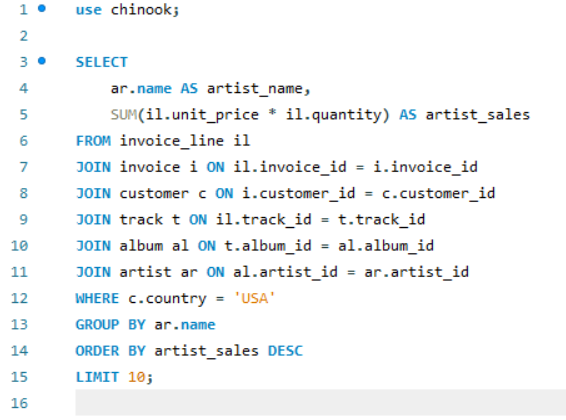 1 use chinook;
2
3 SELECT
4 ar.name AS artist_name,
5 SUM(il.unit_price * il.quantity) AS artist_sales
6 FROM invoice_line il
7 JOIN invoice i ON il.invoice_id = i.invoice_id
8 JOIN customer c ON i.customer_id = c.customer_id
9 JOIN track t ON il.track_id = t.track_id
10 JOIN album al ON t.album_id = al.album_id
11 JOIN artist ar ON al.artist_id = ar.artist_id
12 WHERE c.country = 'USA'
13 GROUP BY ar.name
14 ORDER BY artist_sales DESC
15 LIMIT 10;
16